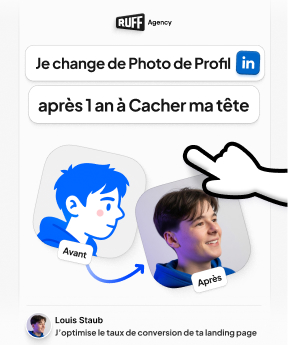 RUFF Agency
Je change de Photo de Profil in
après 1 an à Cacher ma tête
Avant
Après
Louis Staub
J'optimise le taux de conversion de ta landing page